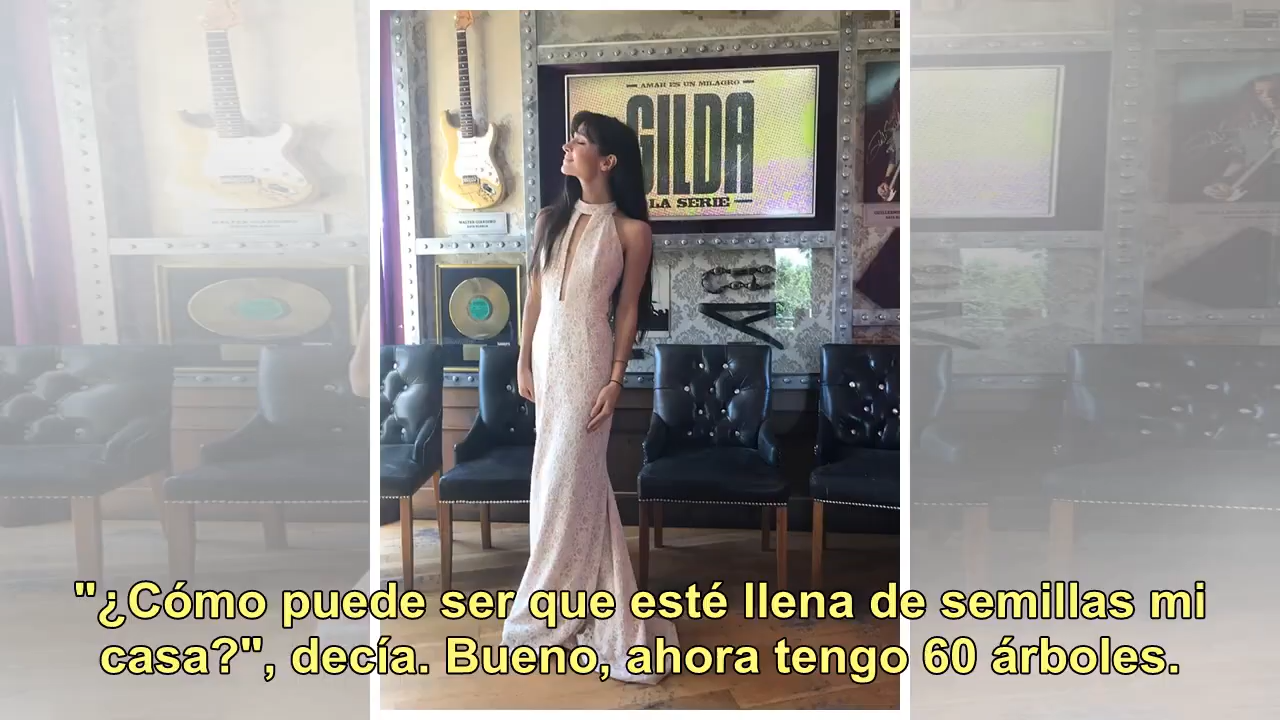 AMAR ES UN MILAGRO
GILDA
LA SERIE
"¿Cómo puede ser que esté llena de semillas mi
casa?", decía. Bueno, ahora tengo 60 árboles.